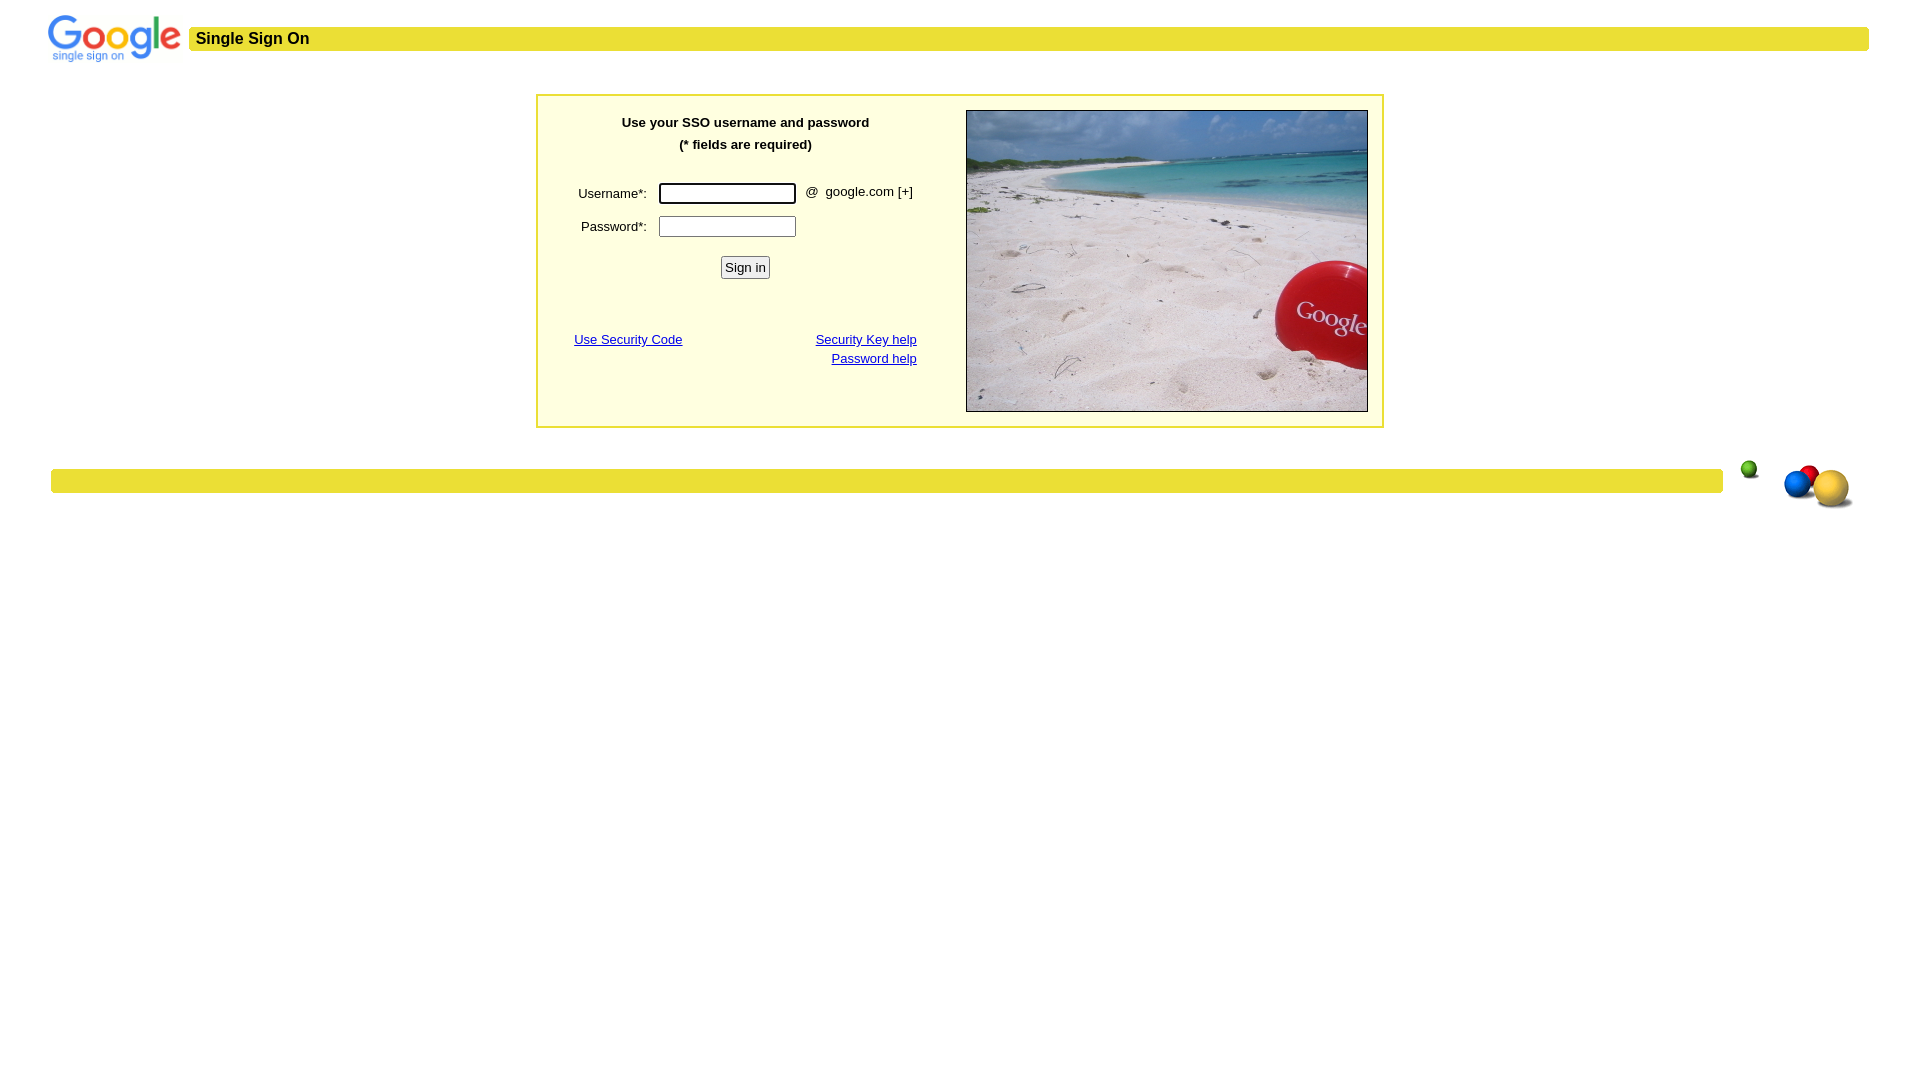 Google
single sign on
Single Sign On
Use your SSO username and password
(* fields are required)
Username*: @ google.com [+]
Password*:
Sign in
Use Security Code
Security Key help
Password help
Google